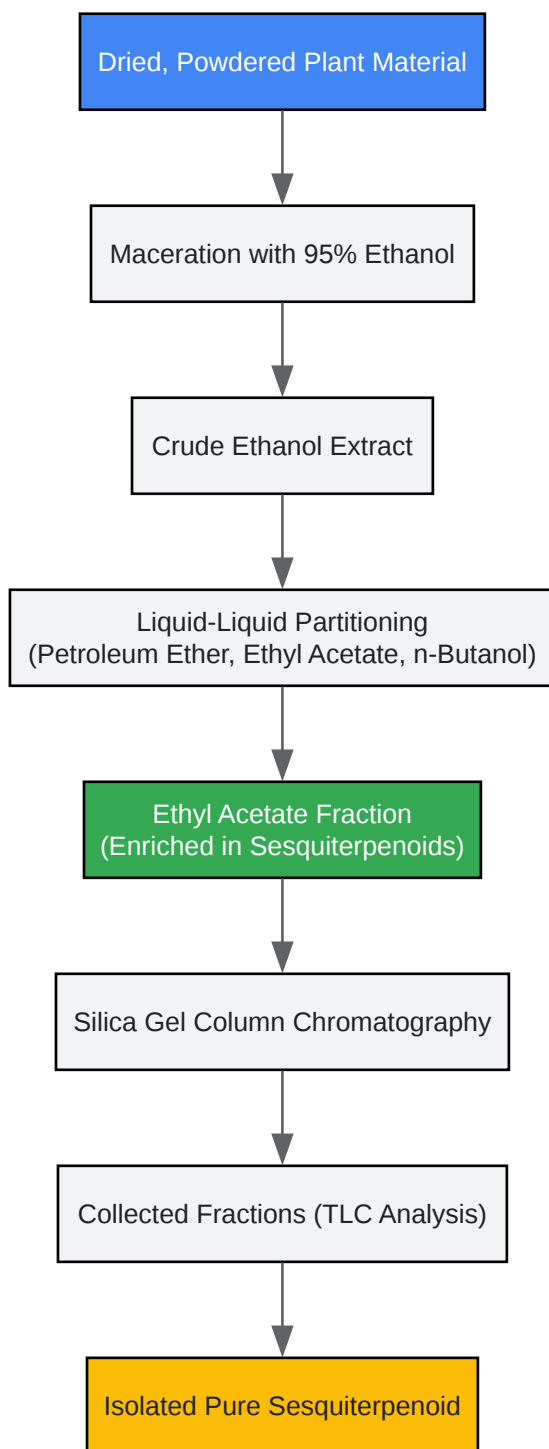 Dried, Powdered Plant Material
Maceration with 95% Ethanol
Crude Ethanol Extract
Liquid-Liquid Partitioning
(Petroleum Ether, Ethyl Acetate, n-Butanol)
Ethyl Acetate Fraction
(Enriched in Sesquiterpenoids)
Silica Gel Column Chromatography
Collected Fractions (TLC Analysis)
Isolated Pure Sesquiterpenoid